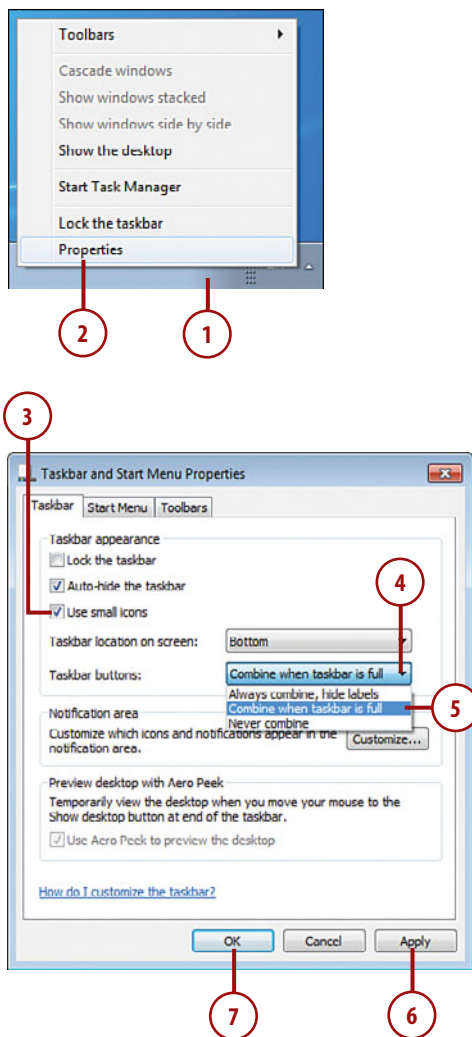 Toolbars
Cascade windows
Show windows stacked
Show windows side by side
Show the desktop
Start Task Manager
Lock the taskbar
Properties
2
1
3
Taskbar and Start Menu Properties
Taskbar Start Menu Toolbars
Taskbar appearance
Lock the taskbar
Auto-hide the taskbar
4
Use small icons
Taskbar location on screen: Bottom
Taskbar buttons: Combine when taskbar is full
Always combine, hide labels
Combine when taskbar is full
5
Never combine
Notification area
Customize which icons and notifications appear in the
notification area.
Customize...
Preview desktop with Aero Peek
Temporarily view the desktop when you move your mouse to the
Show desktop button at end of the taskbar.
Use Aero Peek to preview the desktop
How do I customize the taskbar?
OK Cancel Apply
7
6